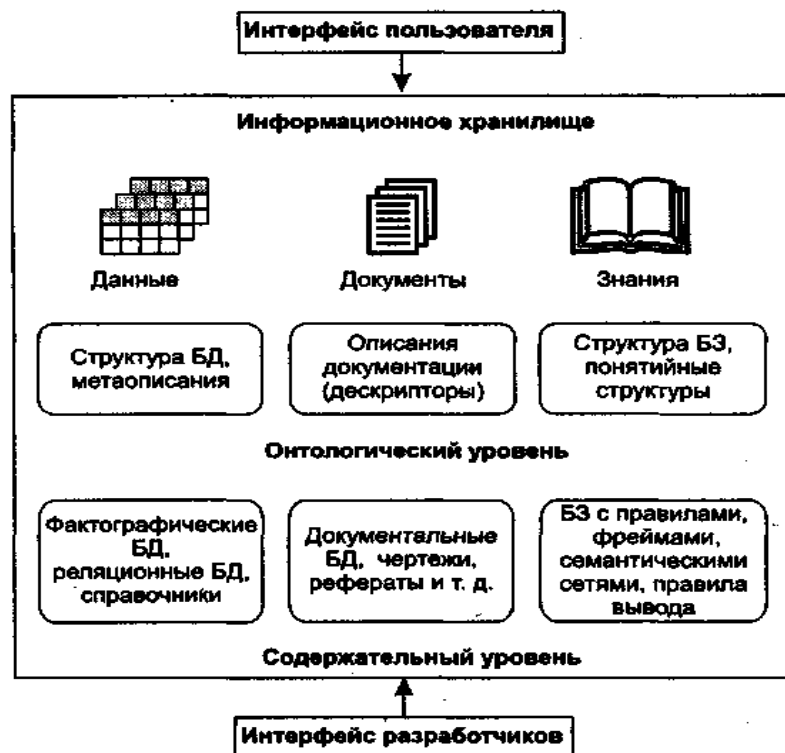 Интерфейс пользователя
Информационное хранилище
Данные
Документы
Знания
Структура БД,
метаописания
Описания
документации
(дескрипторы)
Структура БЗ,
понятийные
структуры
Онтологический уровень
Фактографические
БД,
реляционные БД,
справочники
Документальные
БД, чертежи,
рефераты и т. д.
БЗ с правилами,
фреймами,
семантическими
сетями, правила
вывода
Содержательный уровень
Интерфейс разработчиков